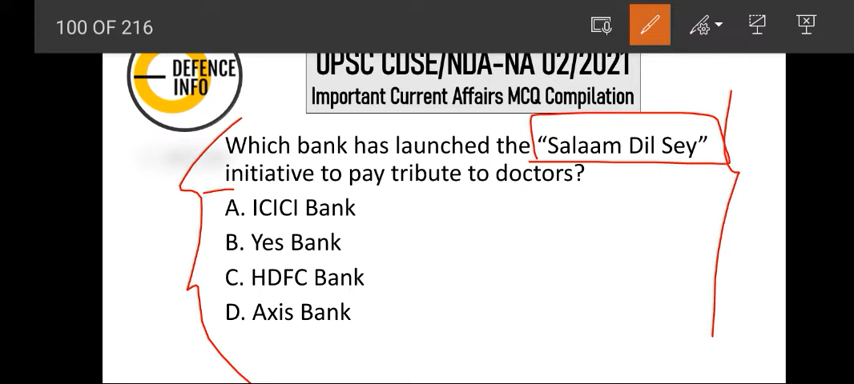 100 OF 216
DEFENCE
INFO
UPSC CDSE/NDA-NA 02/2021
Important Current Affairs MCQ Compilation
Which bank has launched the “Salaam Dil Sey”
initiative to pay tribute to doctors?
A. ICICI Bank
B. Yes Bank
C. HDFC Bank
D. Axis Bank